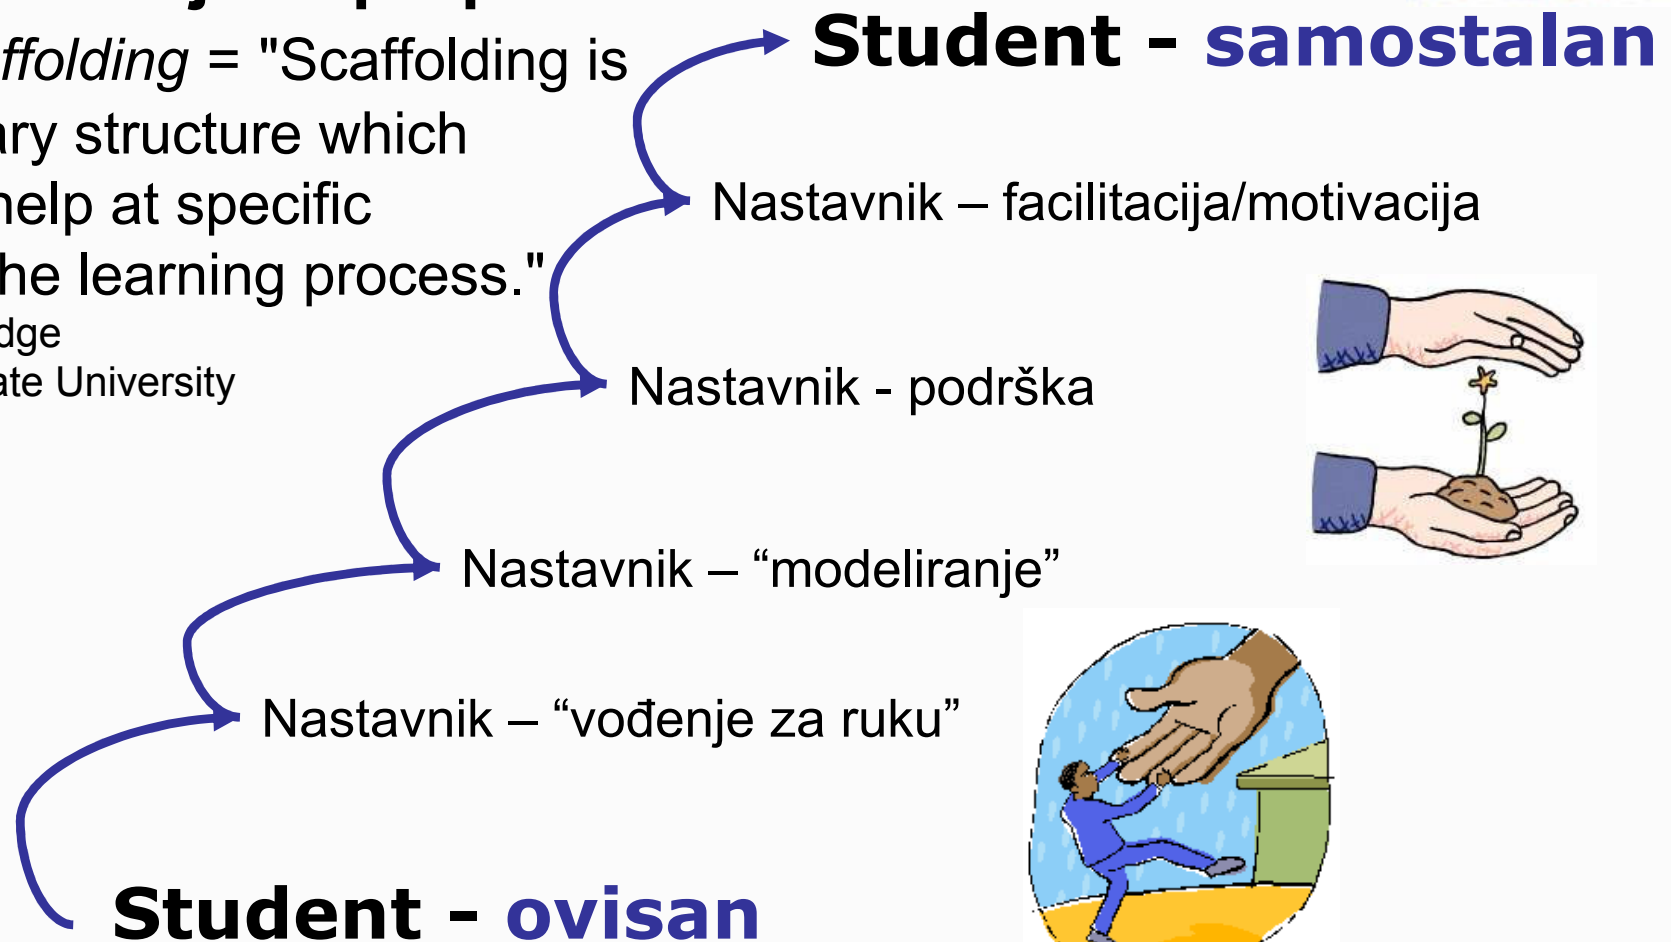 ffolding = "Scaffolding is
ary structure which
help at specific
he learning process."
dge
ate University
Student - samostalan
Nastavnik – facilitacija/motivacija
Nastavnik - podrška
Nastavnik – “modeliranje”
Nastavnik – “vođenje za ruku”
Student - ovisan